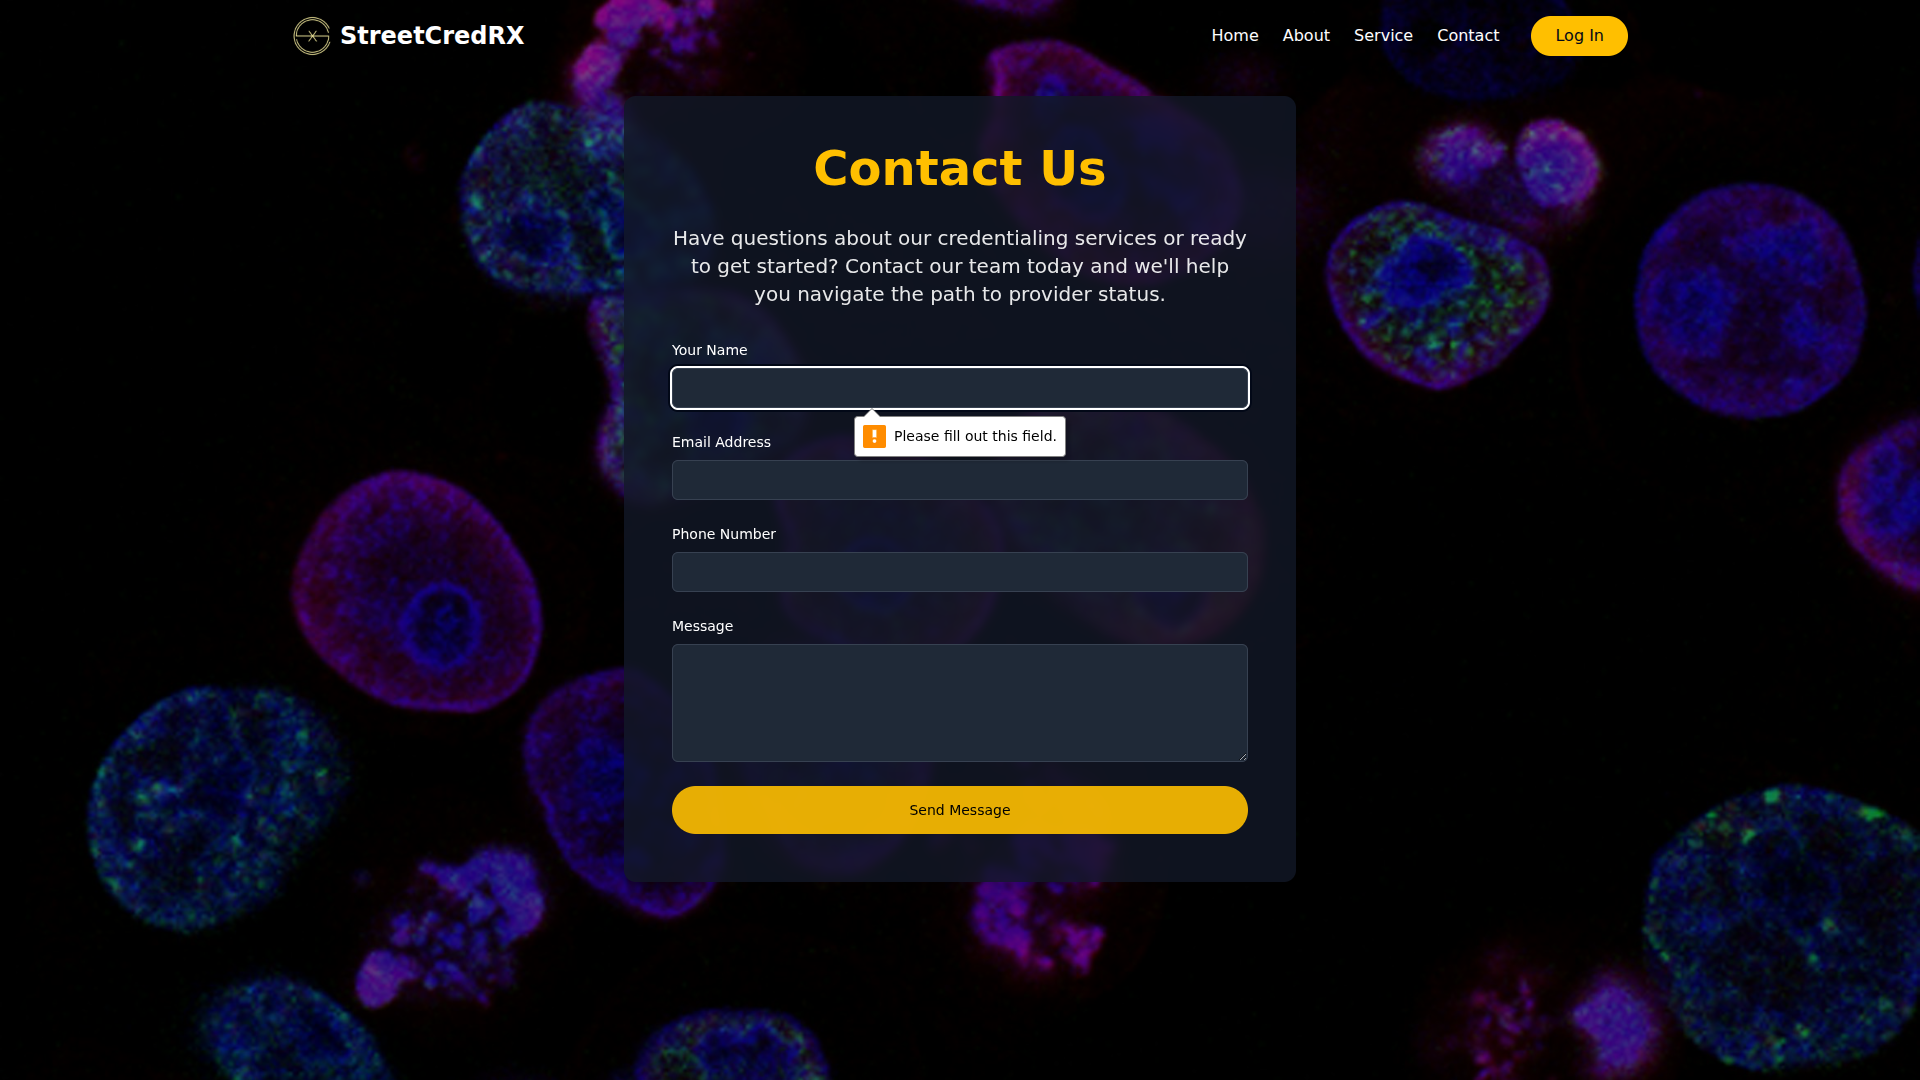 StreetCredRX
Home
About
Service
Contact
Log In
Contact Us
Have questions about our credentialing services or ready
to get started? Contact our team today and we'll help
you navigate the path to provider status.
Your Name
Please fill out this field.
Email Address
Phone Number
Message
Send Message